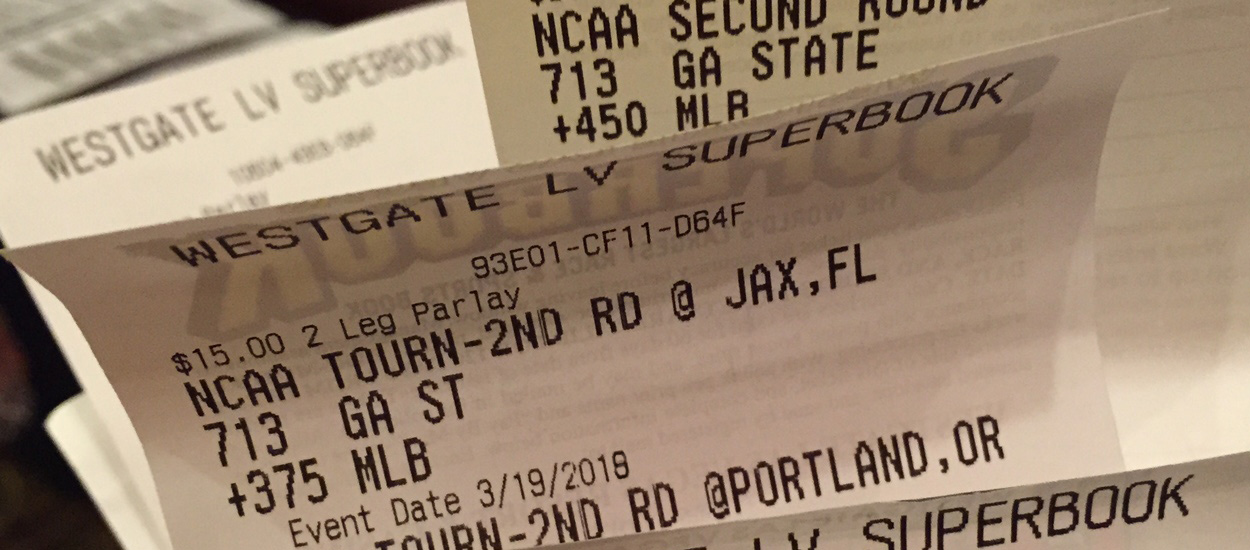 NCAA SECOND ROUND
713 GA STATE
+450 MLR
WESTGATE LV SUPERBOOK
WESTGATE LV SUPERBOOK
93E01-CF11-D64F
$15.00 2 Leg Parlay
NCAA TOURN-2ND RD @ JAX,FL
713 GA ST
+375 MLB
Event Date 3/19/2018
TOURN-2ND RD @PORTLAND,OR
LV SUPERBOOK